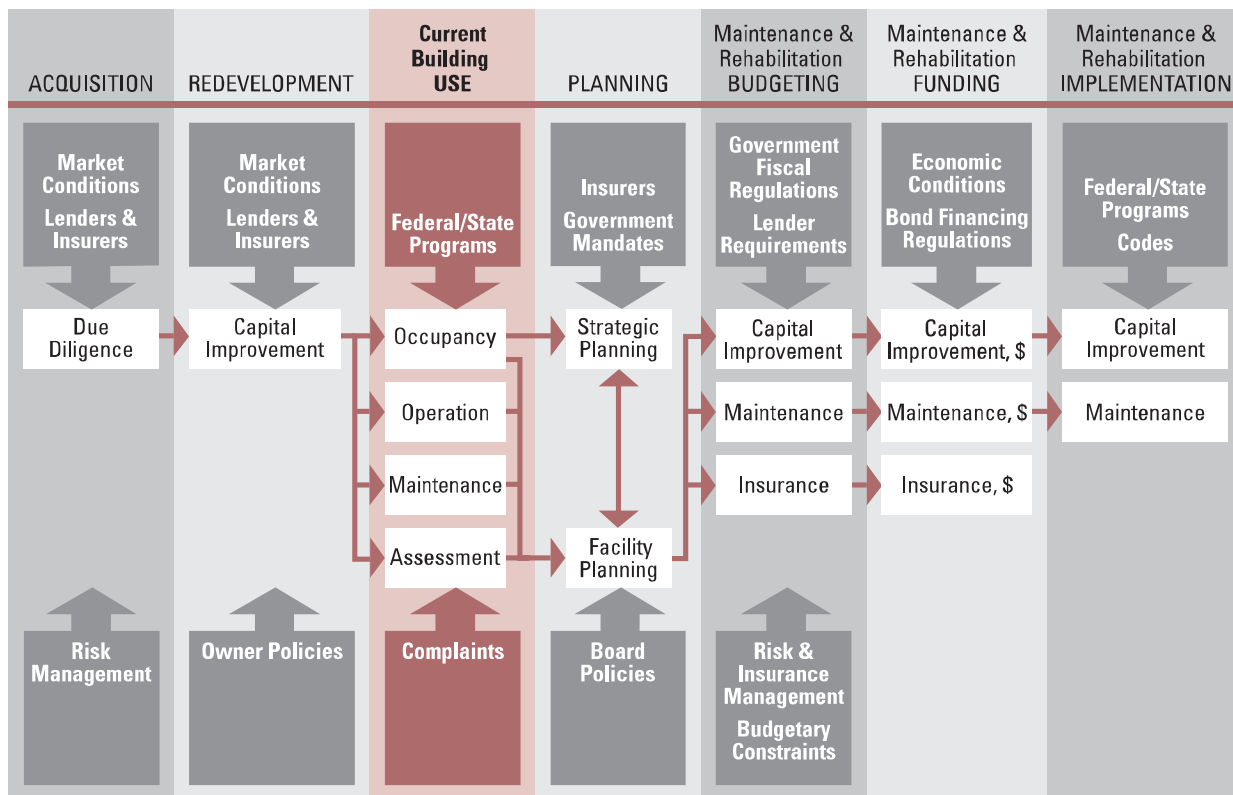 ACQUISITION
REDEVELOPMENT
Current
Building
USE
PLANNING
Maintenance &
Rehabilitation
BUDGETING
Maintenance &
Rehabilitation
FUNDING
Maintenance &
Rehabilitation
IMPLEMENTATION
Market
Conditions
Lenders &
Insurers
Market
Conditions
Lenders &
Insurers
Federal/State
Programs
Insurers
Government
Mandates
Government
Fiscal
Regulations
Lender
Requirements
Economic
Conditions
Bond Financing
Regulations
Federal/State
Programs
Codes
Due
Diligence
Capital
Improvement
Occupancy
Strategic
Planning
Capital
Improvement
Capital
Improvement, $
Capital
Improvement
Operation
Maintenance
Maintenance, $
Maintenance
Maintenance
Insurance
Insurance, $
Assessment
Facility
Planning
Risk
Management
Owner Policies
Complaints
Board
Policies
Risk &
Insurance
Management
Budgetary
Constraints